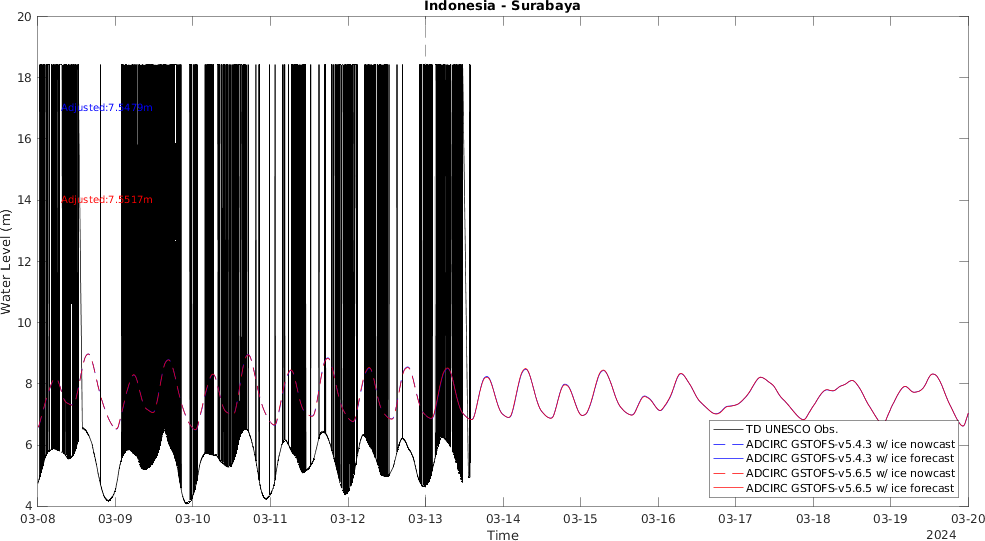 Indonesia - Surabaya
20
18
16
14
12
10
8
6
4
Water Level (m)
Adjusted:7.5479m
Adjusted:7.5517m
TD UNESCO Obs.
ADCIRC GSTOFS-v5.4.3 w/ ice nowcast
ADCIRC GSTOFS-v5.4.3 w/ ice forecast
ADCIRC GSTOFS-v5.6.5 w/ ice nowcast
ADCIRC GSTOFS-v5.6.5 w/ ice forecast
03-08 03-09 03-10 03-11 03-12 03-13 03-14 03-15 03-16 03-17 03-18 03-19 03-20
Time
2024